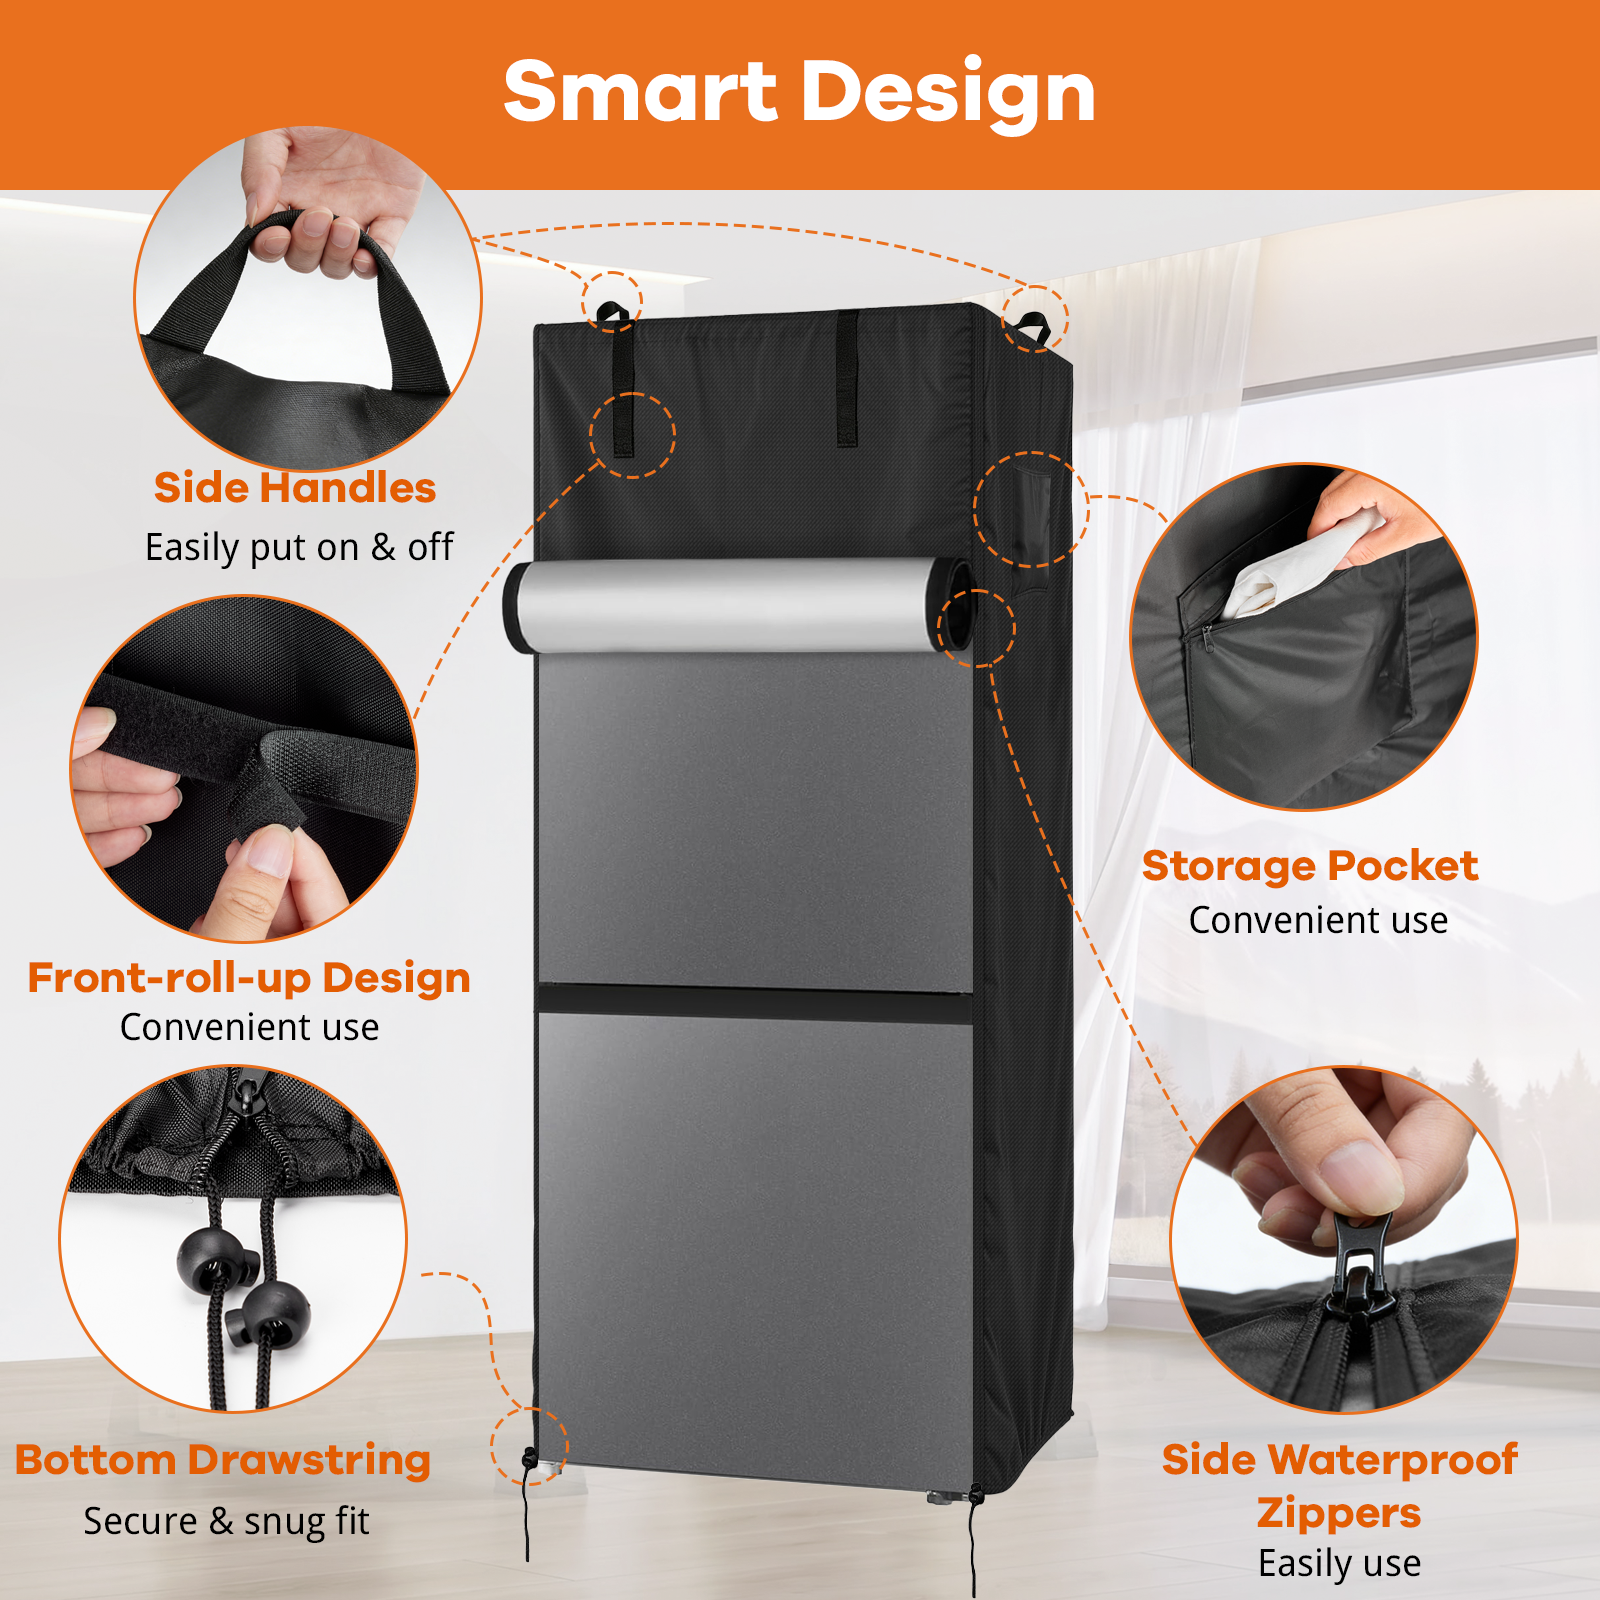 Smart Design
Side Handles
Easily put on & off
Front-roll-up Design
Convenient use
Bottom Drawstring
Secure & snug fit
Storage Pocket
Convenient use
Side Waterproof
Zippers
Easily use